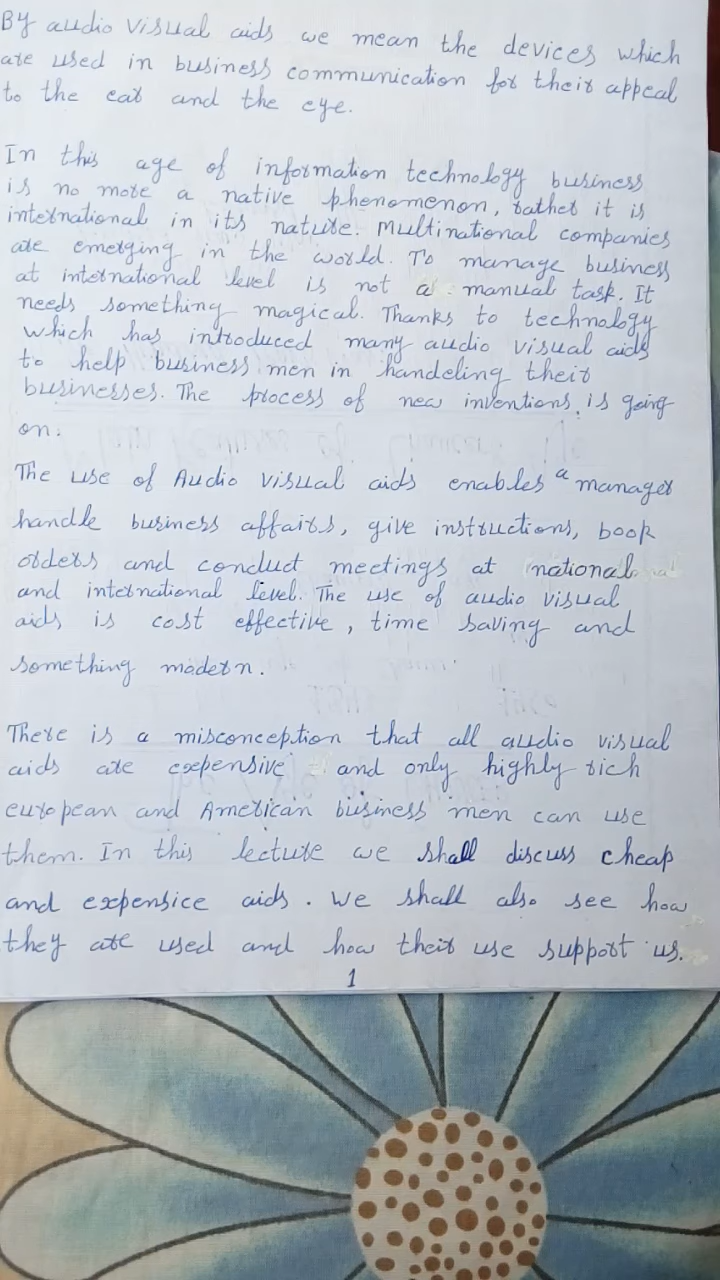 By audio visual aids we mean the devices which
are used in business communication for their appeal
to the ear and the eye.
In this age of information technology business
is no more a native phenomenon, rather it is
international in its nature. Multinational companies
are emerging in the world. To manage business
at international level is not a manual task. It
needs something magical. Thanks to technology
which has introduced many audio visual aids
to help business men in handeling their
businesses. The process of new inventions is going
on.
The use of Audio visual aids enables a manager
handle business affairs, give instructions, book
orders and conduct meetings at national
and international level. The use of audio visual
aids is cost effective, time saving and
something modern.
There is a misconception that all audio visual
aids are expensive and only highly rich
european and American business men can use
them. In this lecture we shall discuss cheap
and expensice aids. We shall also see how
they are used and how their use support us.
1